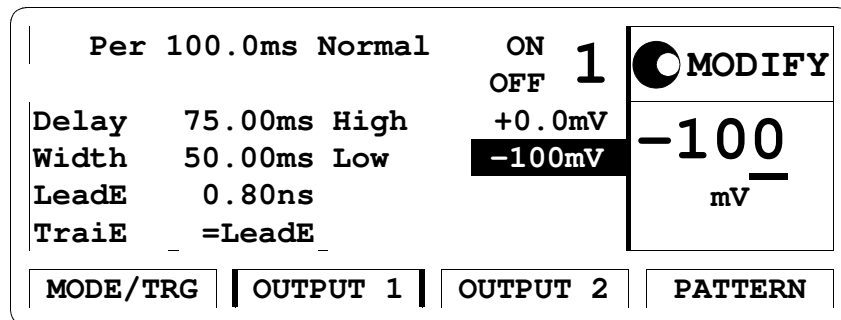 Per 100.0ms Normal ON 1 MODIFY
OFF
Delay 75.00ms High +0.0mV
Width 50.00ms Low −100mV −100
LeadE 0.80ns mV
TraiE =LeadE
MODE/TRG OUTPUT 1 OUTPUT 2 PATTERN